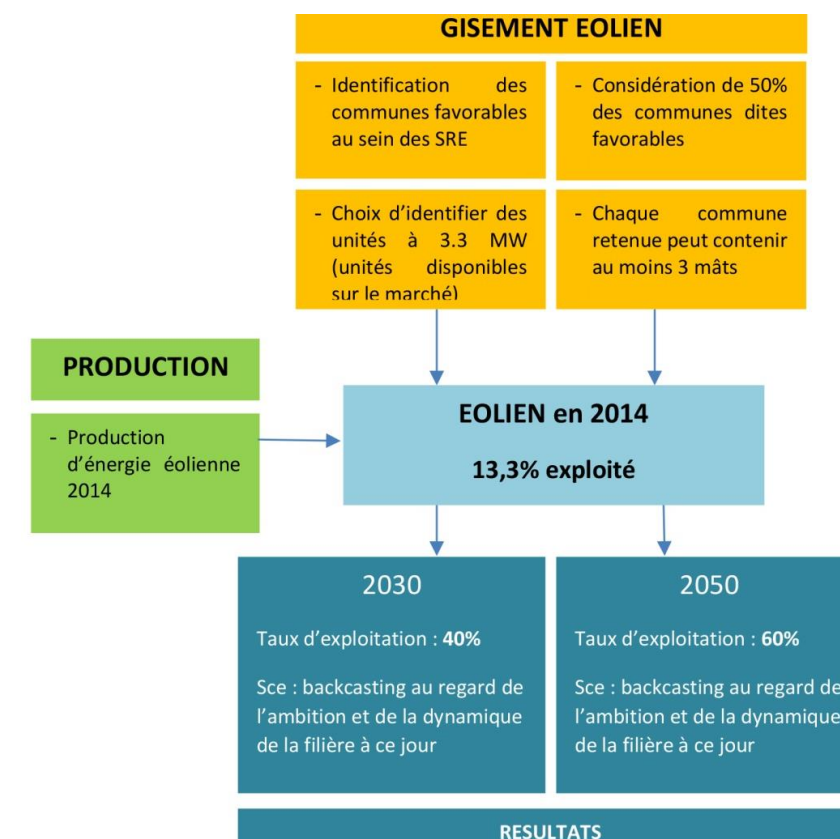 GISEMENT EOLIEN
- Identification des
communes favorables
au sein des SRE
- Considération de 50%
des communes dites
favorables
- Choix d'identifier des
unités à 3.3 MW
(unités disponibles
sur le marché)
- Chaque commune
retenue peut contenir
au moins 3 mâts
PRODUCTION
- Production
d'énergie éolienne
2014
EOLIEN en 2014
13,3% exploité
2030
Taux d'exploitation : 40%
Sce : backcasting au regard de
l'ambition et de la dynamique
de la filière à ce jour
2050
Taux d'exploitation : 60%
Sce : backcasting au regard de
l'ambition et de la dynamique
de la filière à ce jour
RESULTATS